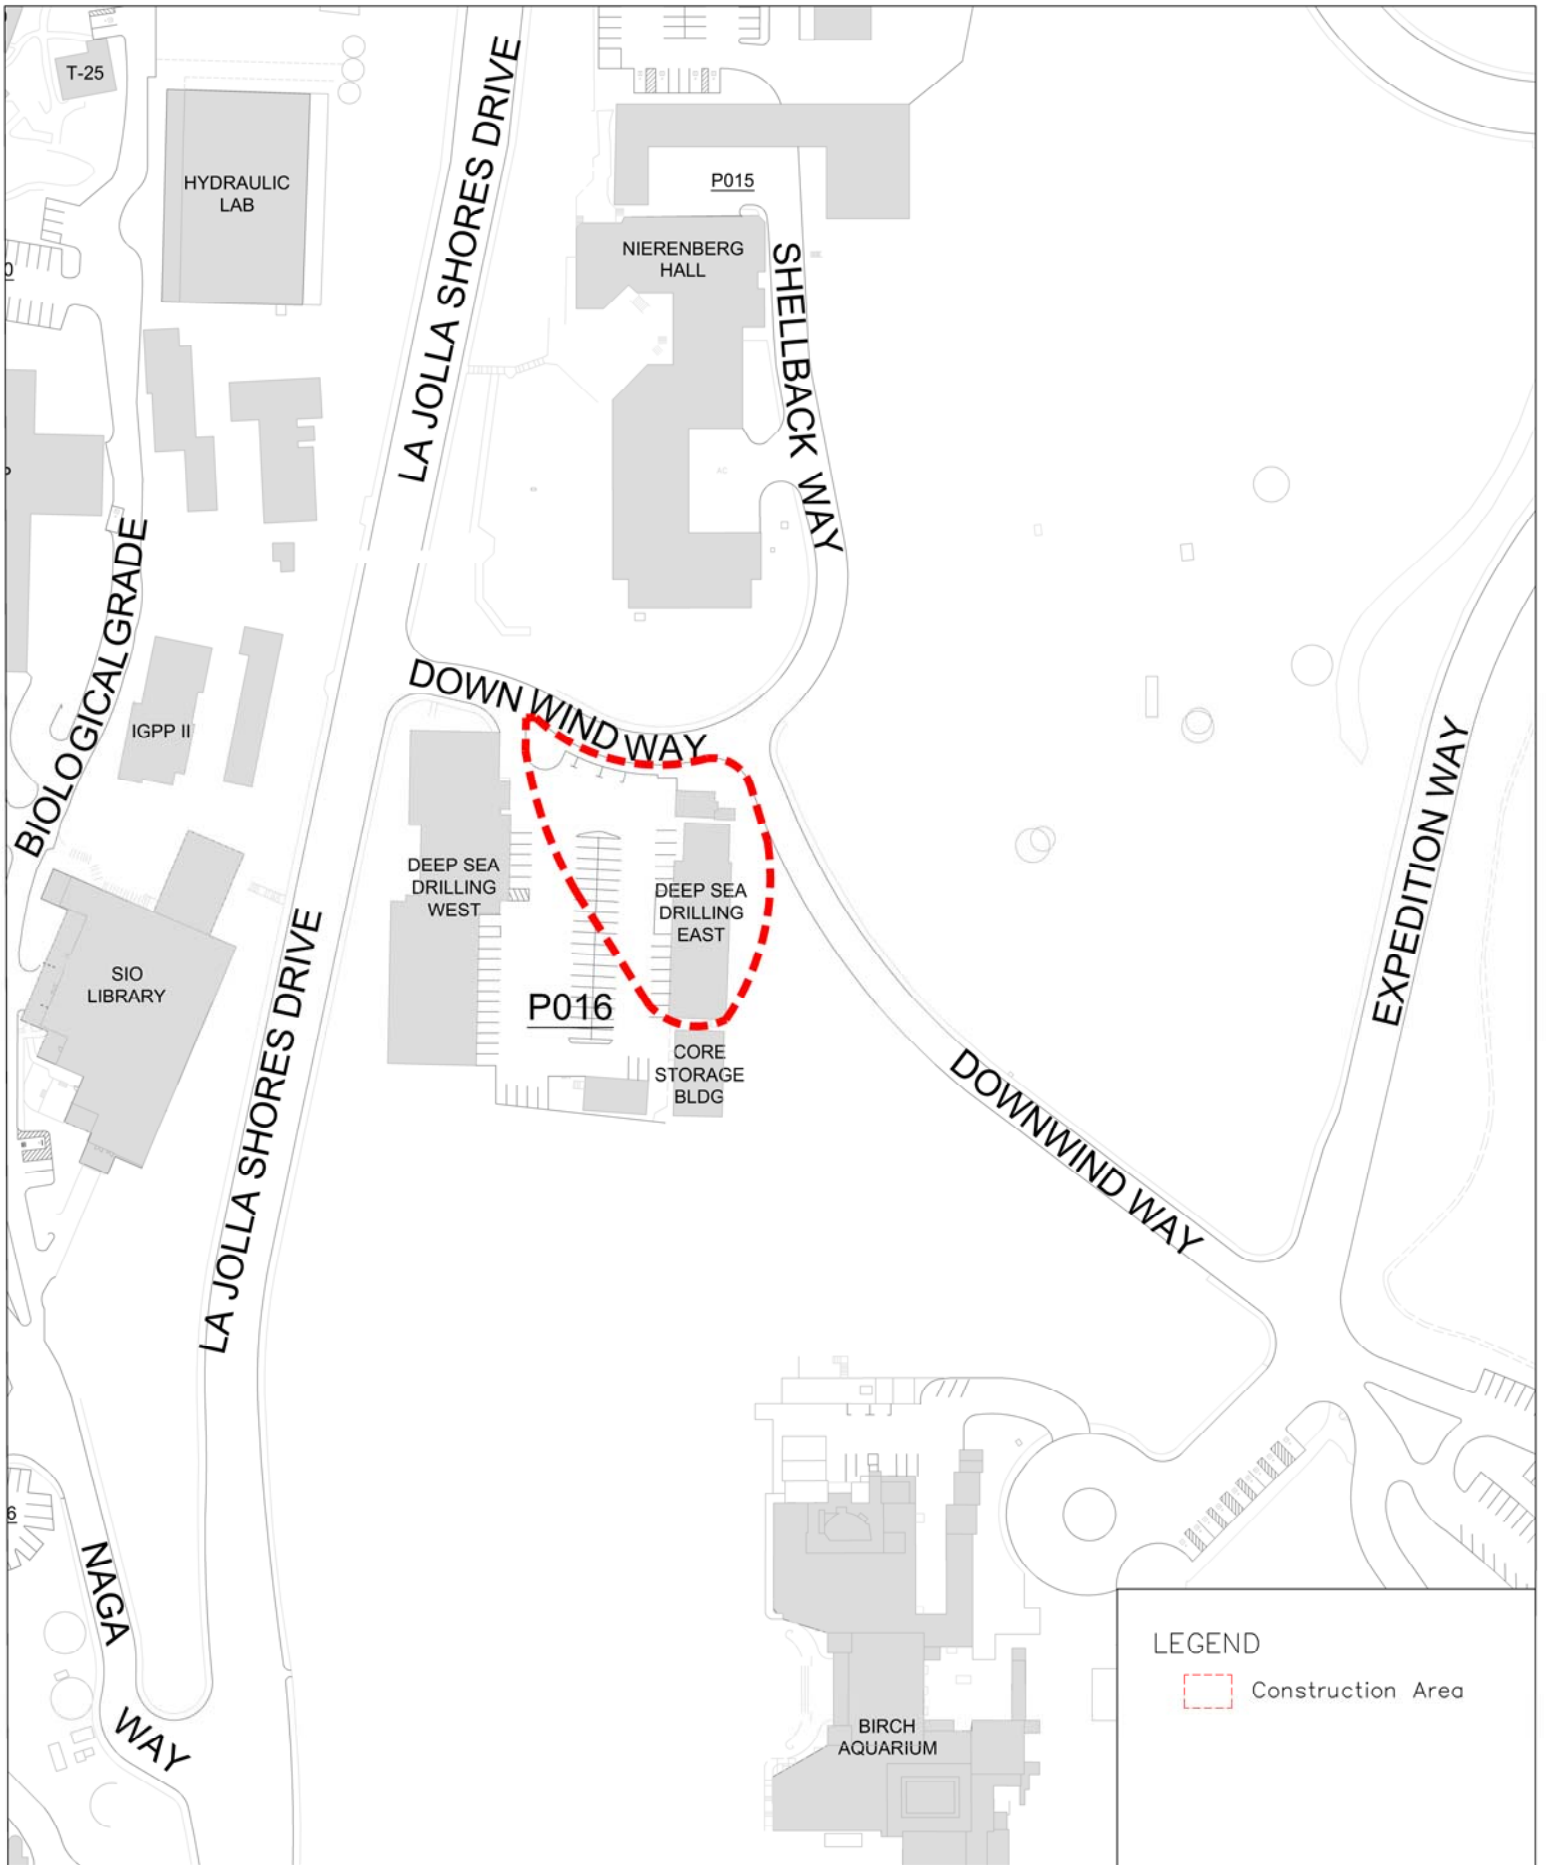 T-25
HYDRAULIC
LAB
LA JOLLA SHORES DRIVE
P015
NIERENBERG
HALL
SHELLBACK WAY
AC
BIOLOGICAL GRADE
IGPP II
DOWN WIND WAY
DEEP SEA
DRILLING
WEST
DEEP SEA
DRILLING
EAST
P016
CORE
STORAGE
BLDG
SIO
LIBRARY
LA JOLLA SHORES DRIVE
EXPEDITION WAY
DOWNWIND WAY
6
NAGA
WAY
BIRCH
AQUARIUM
LEGEND
Construction Area